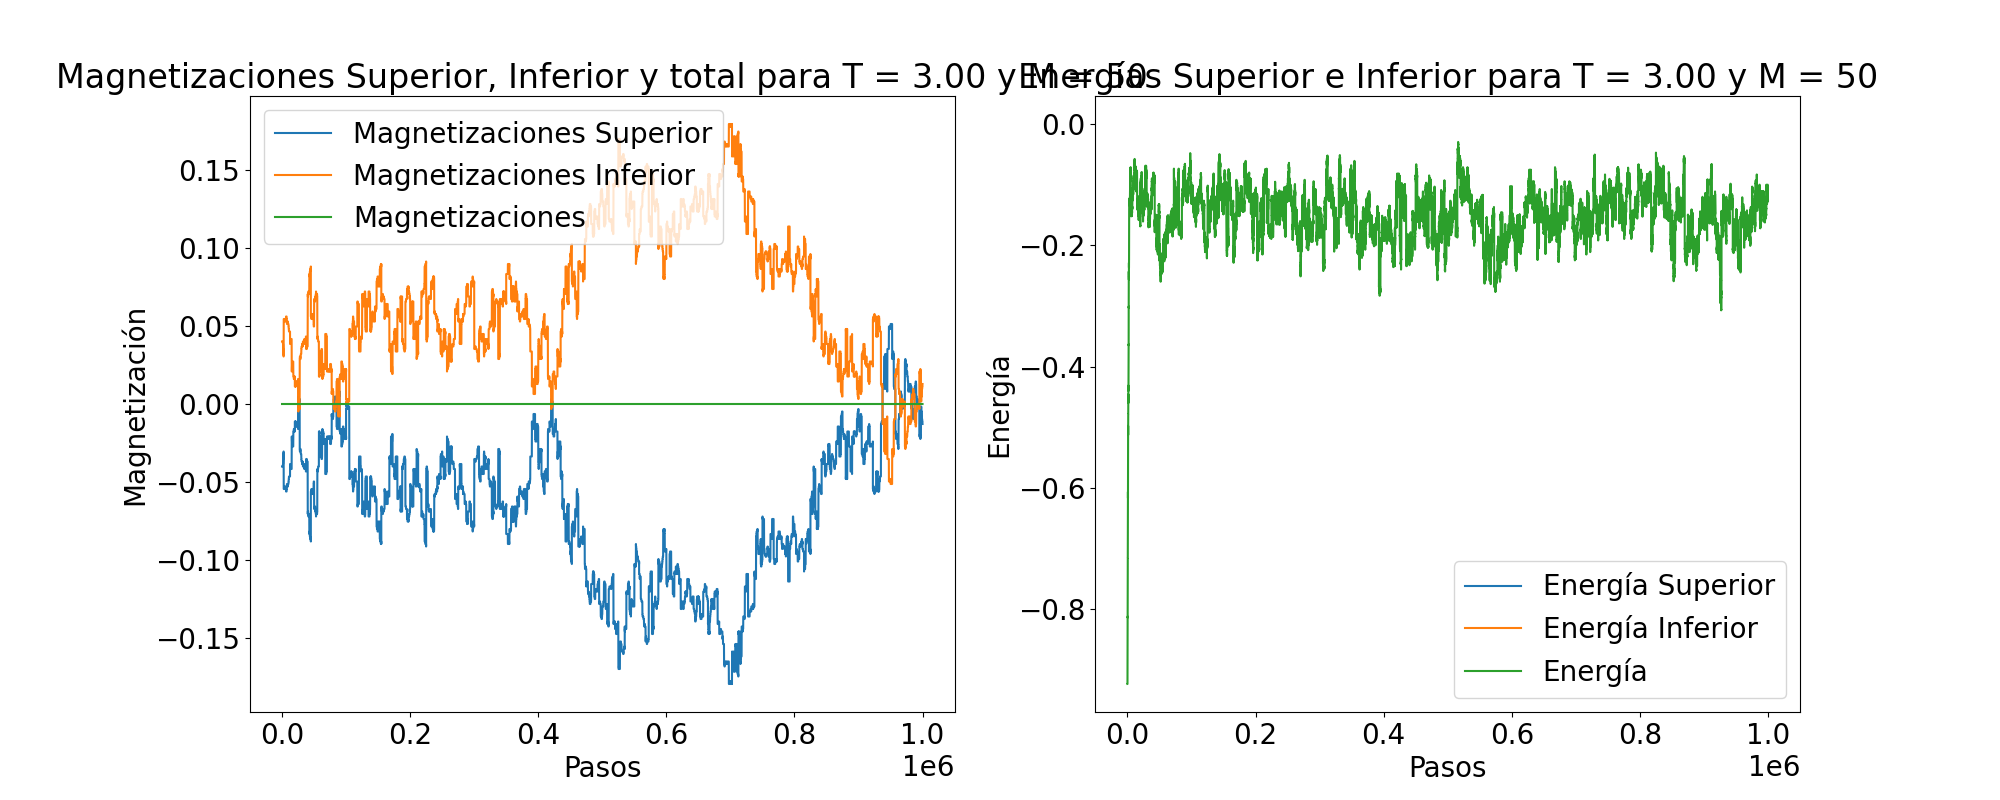 Magnetizaciones Superior, Inferior y total para T = 3.00 y M = 50
Magnetizaciones Superior
Magnetizaciones Inferior
Magnetizaciones
Magnetización
0.15
0.10
0.05
0.00
−0.05
−0.10
−0.15
0.0 0.2 0.4 0.6 0.8 1.0
Pasos
1e6
Energías Superior e Inferior para T = 3.00 y M = 50
Energía
0.0
−0.2
−0.4
−0.6
−0.8
Energía Superior
Energía Inferior
Energía
0.0 0.2 0.4 0.6 0.8 1.0
Pasos
1e6